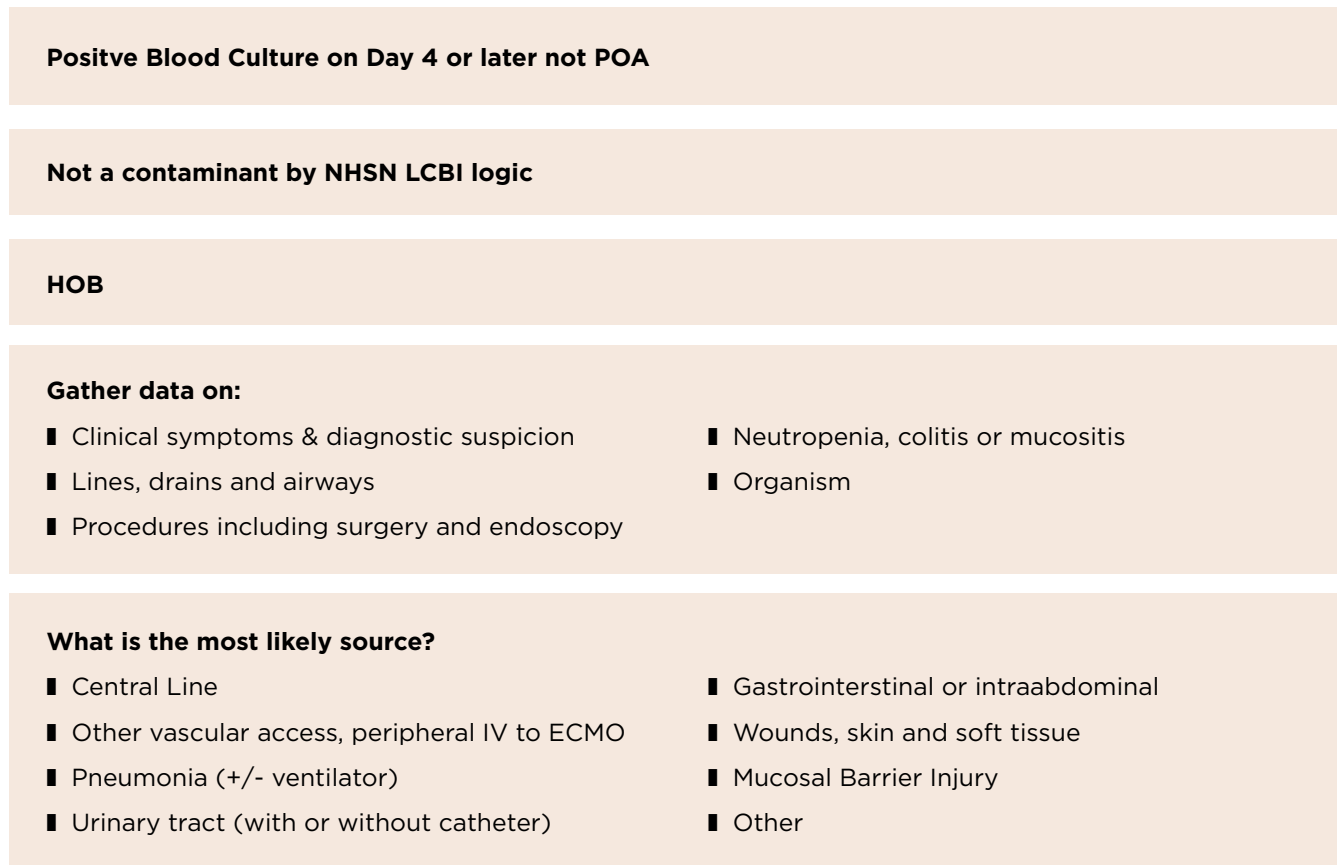 Positve Blood Culture on Day 4 or later not POA
Not a contaminant by NHSN LCBI logic
HOB
Gather data on:
Clinical symptoms & diagnostic suspicion
Lines, drains and airways
Procedures including surgery and endoscopy
Neutropenia, colitis or mucositis
Organism
What is the most likely source?
Central Line
Other vascular access, peripheral IV to ECMO
Pneumonia (+/- ventilator)
Urinary tract (with or without catheter)
Gastrointerstinal or intraabdominal
Wounds, skin and soft tissue
Mucosal Barrier Injury
Other